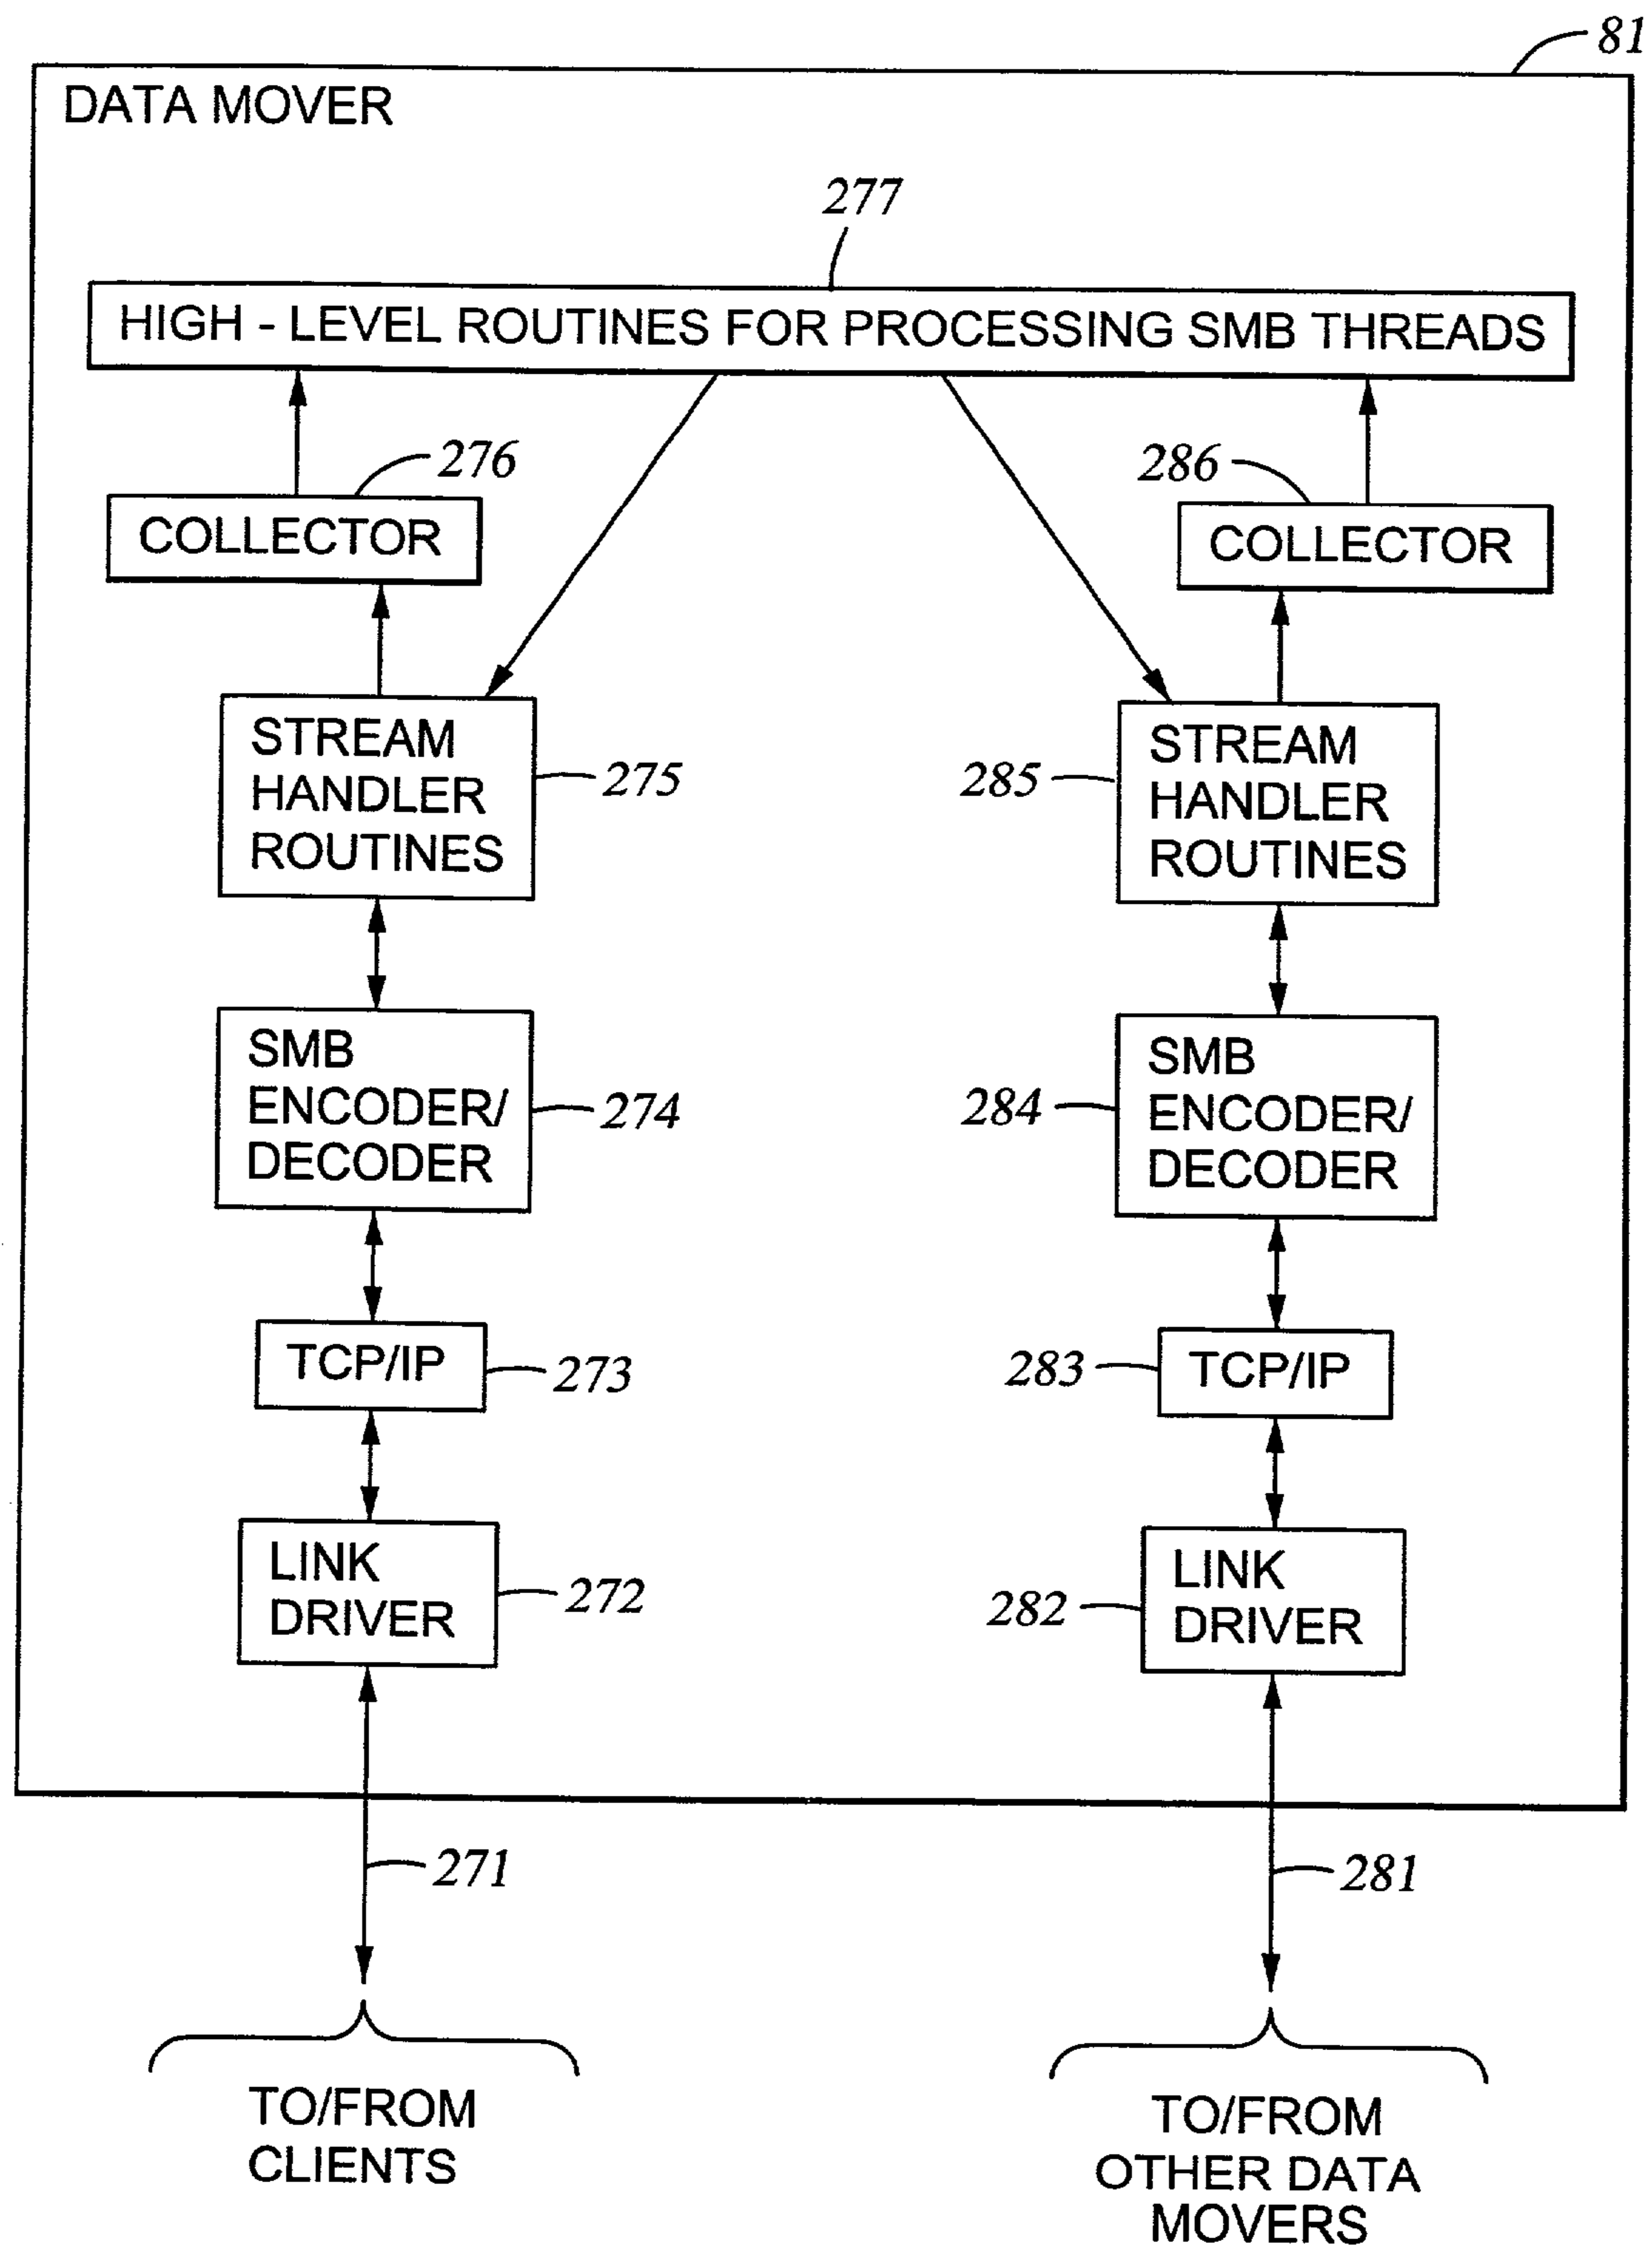 81
DATA MOVER
277
HIGH - LEVEL ROUTINES FOR PROCESSING SMB THREADS
276
286
COLLECTOR
COLLECTOR
STREAM
HANDLER
ROUTINES
275
285
STREAM
HANDLER
ROUTINES
SMB
ENCODER/
DECODER
274
284
SMB
ENCODER/
DECODER
TCP/IP
273
283
TCP/IP
LINK
DRIVER
272
282
LINK
DRIVER
271
281
TO/FROM
CLIENTS
TO/FROM
OTHER DATA
MOVERS